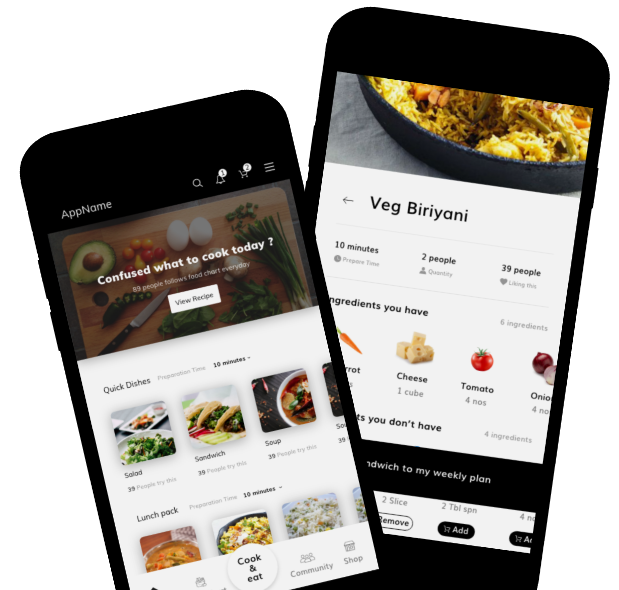 AppName
1
2
Confused what to cook today ?
89 people follows food chart everyday
View Recipe
Quick Dishes
Preparation Time
10 minutes
Salad
39 People try this
Sandwich
39 People try this
Soup
39 People try this
Sou
39
Lunch pack
Preparation Time
10 minutes
Cook
&
eat
Community
Shop
Veg Biriyani
10 minutes
Prepare Time
2 people
Quantity
39 people
Liking this
ngredients you have
6 ingredients
rrot
Cheese
1 cube
Tomato
4 nos
Onio
4 no
ts you don't have
4 ingredients
ndwich to my weekly plan
2 Slice
Remove
2 Tbl spn
Add
4 n